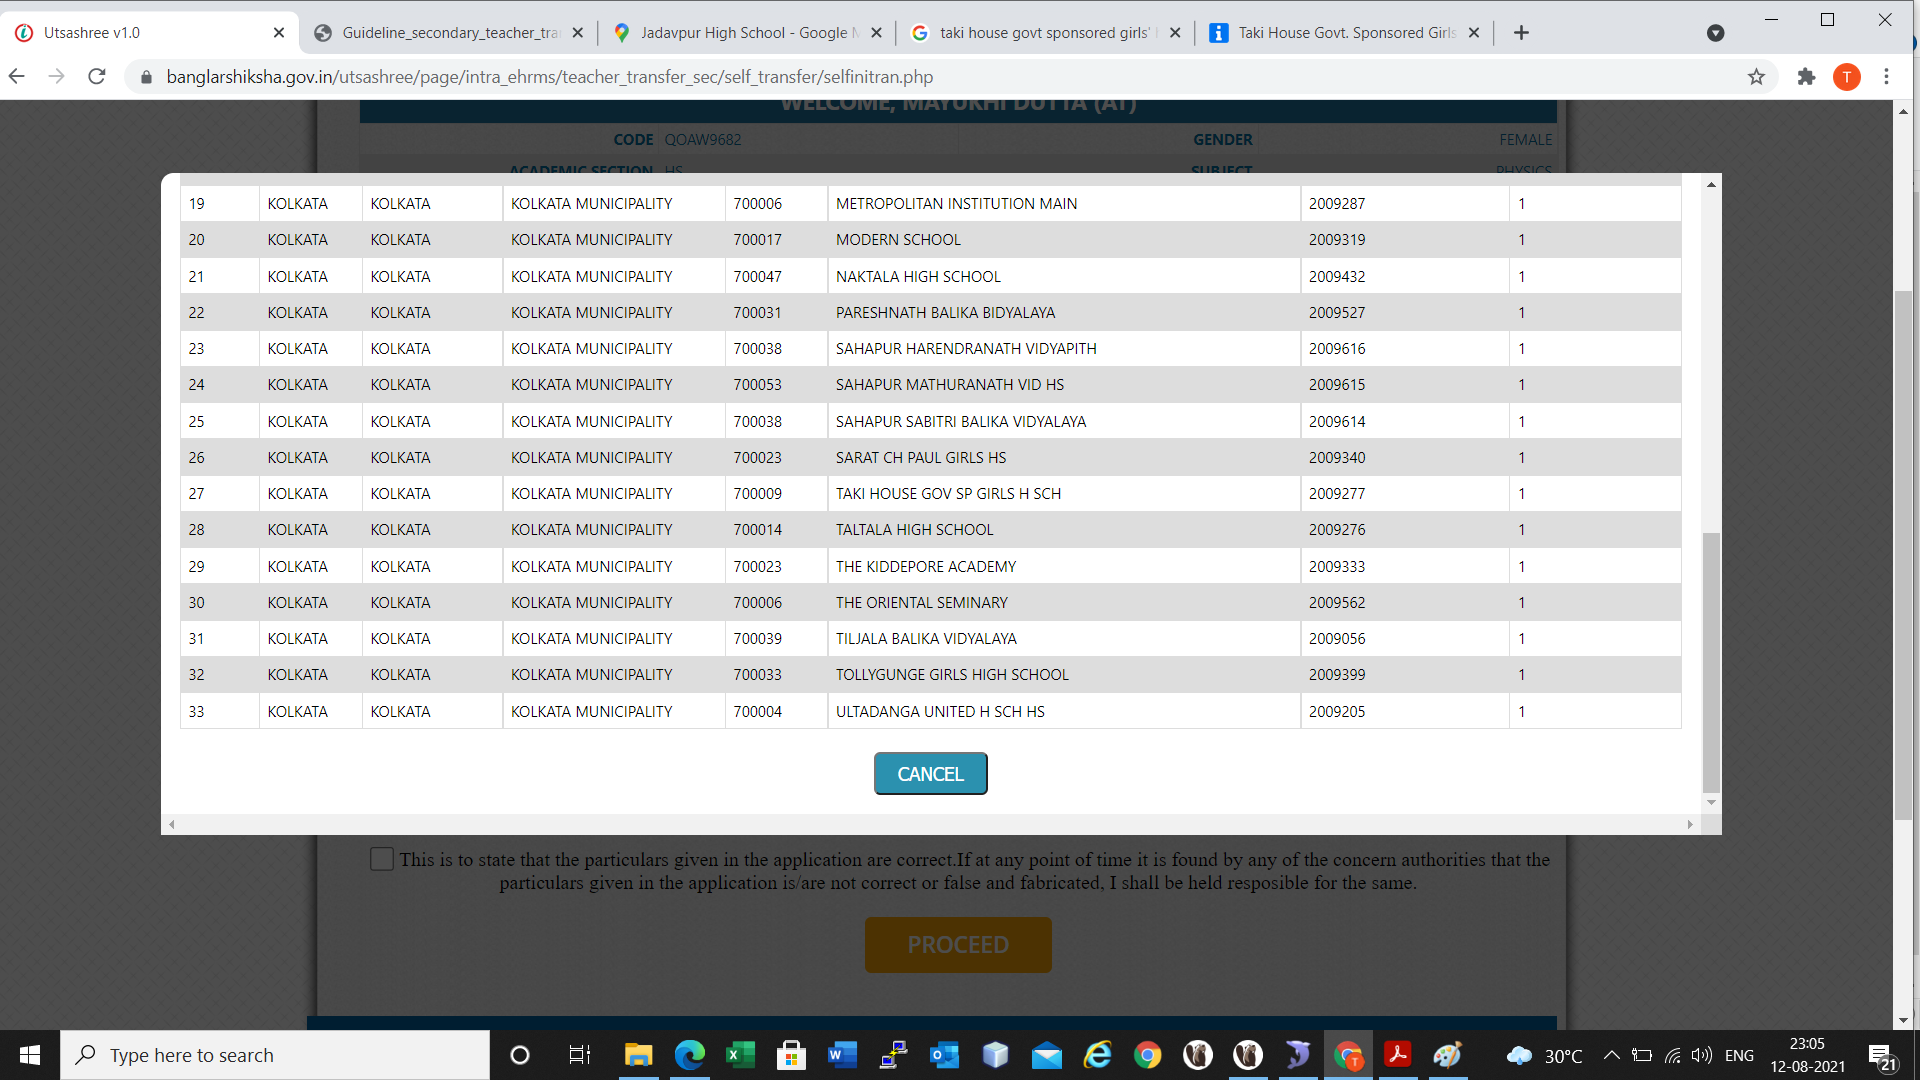 Utsashree v1.0
Guideline_secondary_teacher_tra
Jadavpur High School - Google M
taki house govt sponsored girls'
Taki House Govt. Sponsored Girls
banglarshiksha.gov.in/utsashree/page/intra_ehrms/teacher_transfer_sec/self_transfer/selfinitran.php
T
WELCOME, MAYUKHI DUTTA (AT)
CODE QOAW9682 GENDER FEMALE
ACADEMIC SECTION HS SUBJECT PHYSICS
19 KOLKATA KOLKATA KOLKATA MUNICIPALITY 700006 METROPOLITAN INSTITUTION MAIN 2009287 1
20 KOLKATA KOLKATA KOLKATA MUNICIPALITY 700017 MODERN SCHOOL 2009319 1
21 KOLKATA KOLKATA KOLKATA MUNICIPALITY 700047 NAKTALA HIGH SCHOOL 2009432 1
22 KOLKATA KOLKATA KOLKATA MUNICIPALITY 700031 PARESHNATH BALIKA BIDYALAYA 2009527 1
23 KOLKATA KOLKATA KOLKATA MUNICIPALITY 700038 SAHAPUR HARENDRANATH VIDYAPITH 2009616 1
24 KOLKATA KOLKATA KOLKATA MUNICIPALITY 700053 SAHAPUR MATHURANATH VID HS 2009615 1
25 KOLKATA KOLKATA KOLKATA MUNICIPALITY 700038 SAHAPUR SABITRI BALIKA VIDYALAYA 2009614 1
26 KOLKATA KOLKATA KOLKATA MUNICIPALITY 700023 SARAT CH PAUL GIRLS HS 2009340 1
27 KOLKATA KOLKATA KOLKATA MUNICIPALITY 700009 TAKI HOUSE GOV SP GIRLS H SCH 2009277 1
28 KOLKATA KOLKATA KOLKATA MUNICIPALITY 700014 TALTALA HIGH SCHOOL 2009276 1
29 KOLKATA KOLKATA KOLKATA MUNICIPALITY 700023 THE KIDDEPORE ACADEMY 2009333 1
30 KOLKATA KOLKATA KOLKATA MUNICIPALITY 700006 THE ORIENTAL SEMINARY 2009562 1
31 KOLKATA KOLKATA KOLKATA MUNICIPALITY 700039 TILJALA BALIKA VIDYALAYA 2009056 1
32 KOLKATA KOLKATA KOLKATA MUNICIPALITY 700033 TOLLYGUNGE GIRLS HIGH SCHOOL 2009399 1
33 KOLKATA KOLKATA KOLKATA MUNICIPALITY 700004 ULTADANGA UNITED H SCH HS 2009205 1
CANCEL
This is to state that the particulars given in the application are correct.If at any point of time it is found by any of the concern authorities that the
particulars given in the application is/are not correct or false and fabricated, I shall be held resposible for the same.
PROCEED
Type here to search
30°C
ENG
23:05
12-08-2021
21